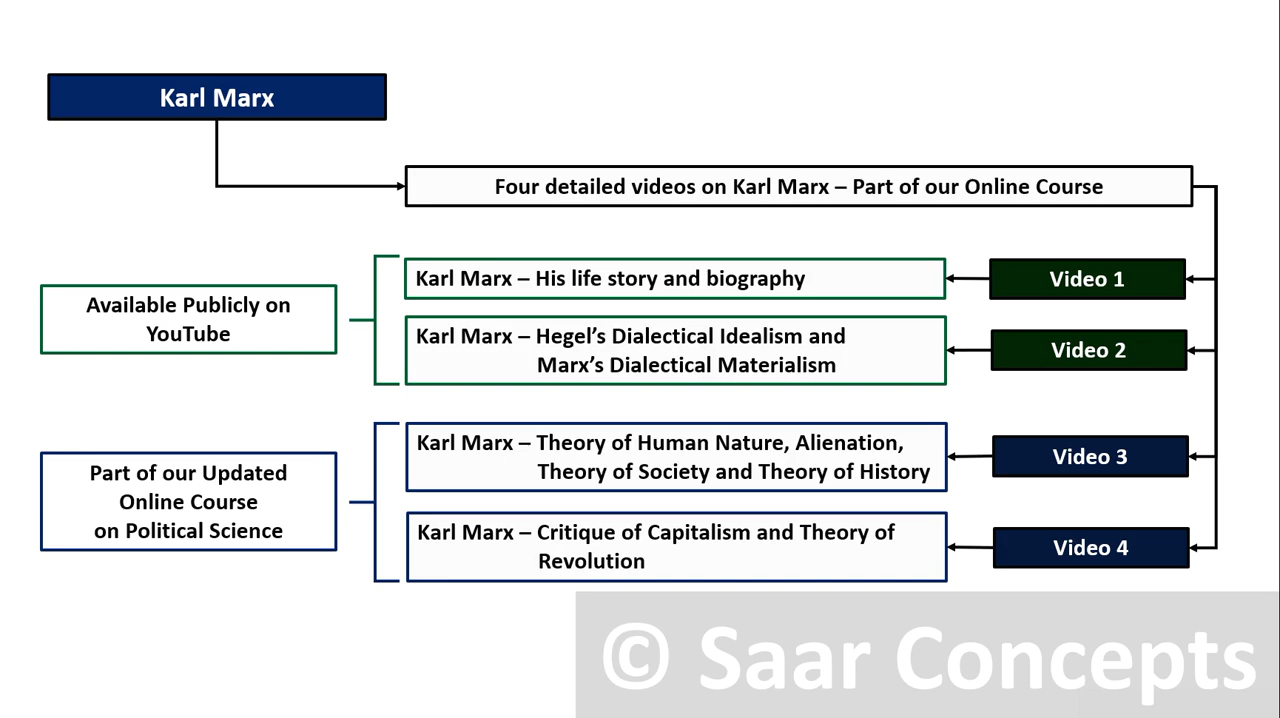 Karl Marx
Four detailed videos on Karl Marx – Part of our Online Course
Available Publicly on
YouTube
Karl Marx – His life story and biography
Video 1
Karl Marx – Hegel’s Dialectical Idealism and
Marx’s Dialectical Materialism
Video 2
Part of our Updated
Online Course
on Political Science
Karl Marx – Theory of Human Nature, Alienation,
Theory of Society and Theory of History
Video 3
Karl Marx – Critique of Capitalism and Theory of
Revolution
Video 4
© Saar Concepts